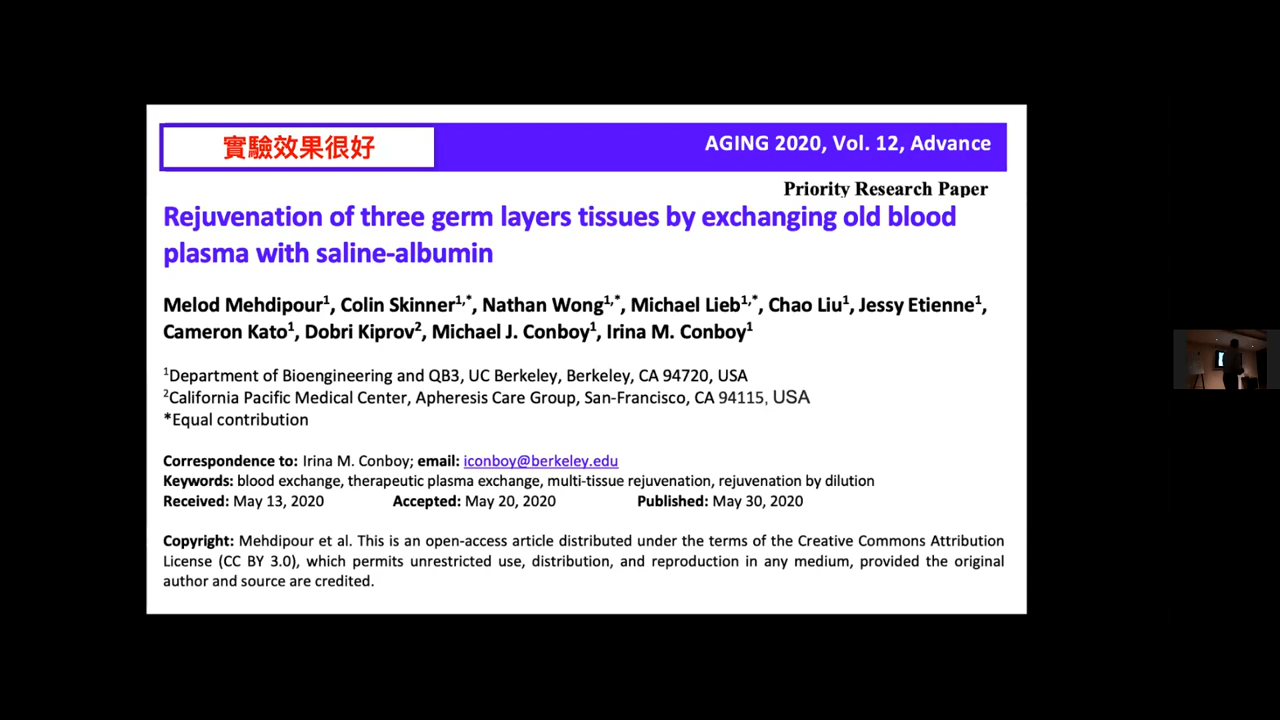 實驗效果很好
AGING 2020, Vol. 12, Advance
Priority Research Paper
Rejuvenation of three germ layers tissues by exchanging old blood
plasma with saline-albumin
Melod Mehdipour1, Colin Skinner1,*, Nathan Wong1,*, Michael Lieb1,*, Chao Liu1, Jessy Etienne1,
Cameron Kato1, Dobri Kiprov2, Michael J. Conboy1, Irina M. Conboy1
1Department of Bioengineering and QB3, UC Berkeley, Berkeley, CA 94720, USA
2California Pacific Medical Center, Apheresis Care Group, San-Francisco, CA 94115, USA
*Equal contribution
Correspondence to: Irina M. Conboy; email: iconboy@berkeley.edu
Keywords: blood exchange, therapeutic plasma exchange, multi-tissue rejuvenation, rejuvenation by dilution
Received: May 13, 2020 Accepted: May 20, 2020 Published: May 30, 2020
Copyright: Mehdipour et al. This is an open-access article distributed under the terms of the Creative Commons Attribution
License (CC BY 3.0), which permits unrestricted use, distribution, and reproduction in any medium, provided the original
author and source are credited.